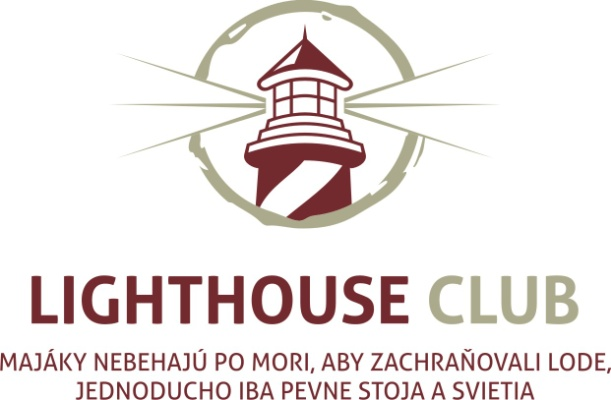 LIGHTHOUSE CLUB
MAJÁKY NEBEHAJÚ PO MORI, ABY ZACHRAŇOVALI LODE,
JEDNODUCHO IBA PEVNE STOJA A SVIETIA